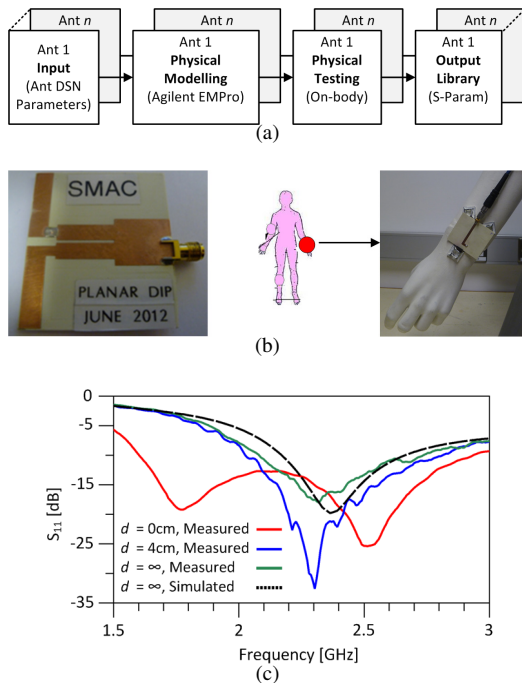 Ant n Ant n Ant n Ant n
Ant 1 Ant 1 Ant 1 Ant 1
Input Physical Physical Output
(Ant DSN Modelling Testing Library
Parameters) (Agilent EMPro) (On-body) (S-Param)
(a)
SMAC
PLANAR DIP
JUNE 2012
(b)
0
-5
-15
-25
-35
S11 [dB]
d = 0cm, Measured
d = 4cm, Measured
d = ∞, Measured
d = ∞, Simulated
1.5 2 2.5 3
Frequency [GHz]
(c)